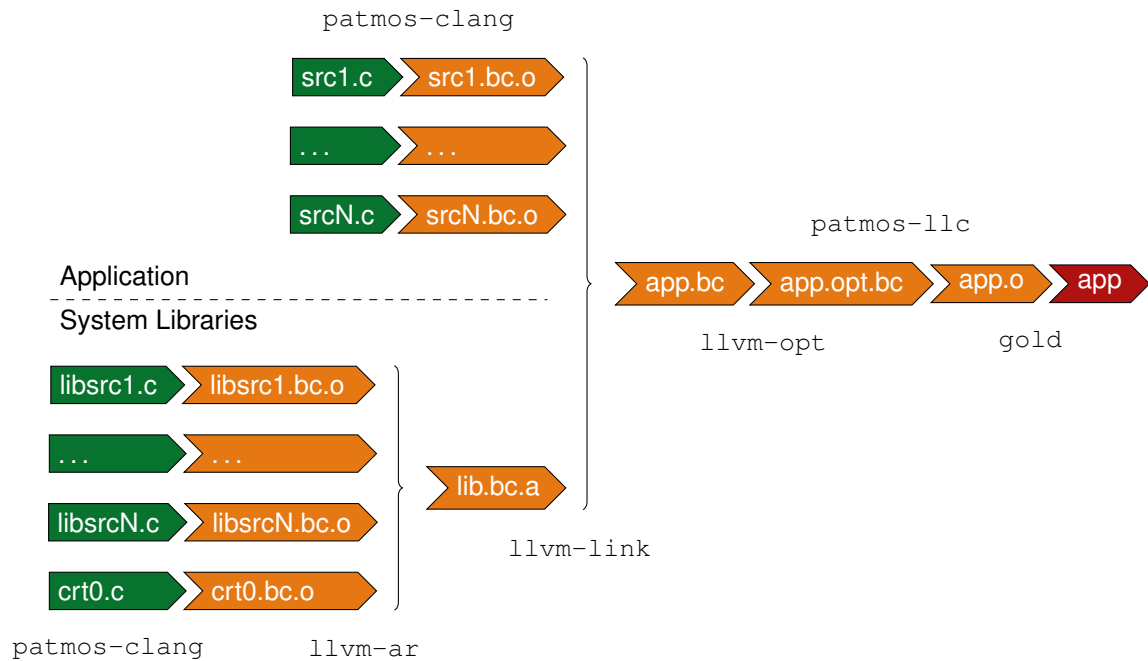 patmos-clang
src1.c src1.bc.o
... ...
srcN.c srcN.bc.o
patmos-llc
Application
app.bc app.opt.bc app.o app
System Libraries
llvm-opt gold
libsrc1.c libsrc1.bc.o
... ...
lib.bc.a
libsrcN.c libsrcN.bc.o
llvm-link
crt0.c crt0.bc.o
patmos-clang llvm-ar